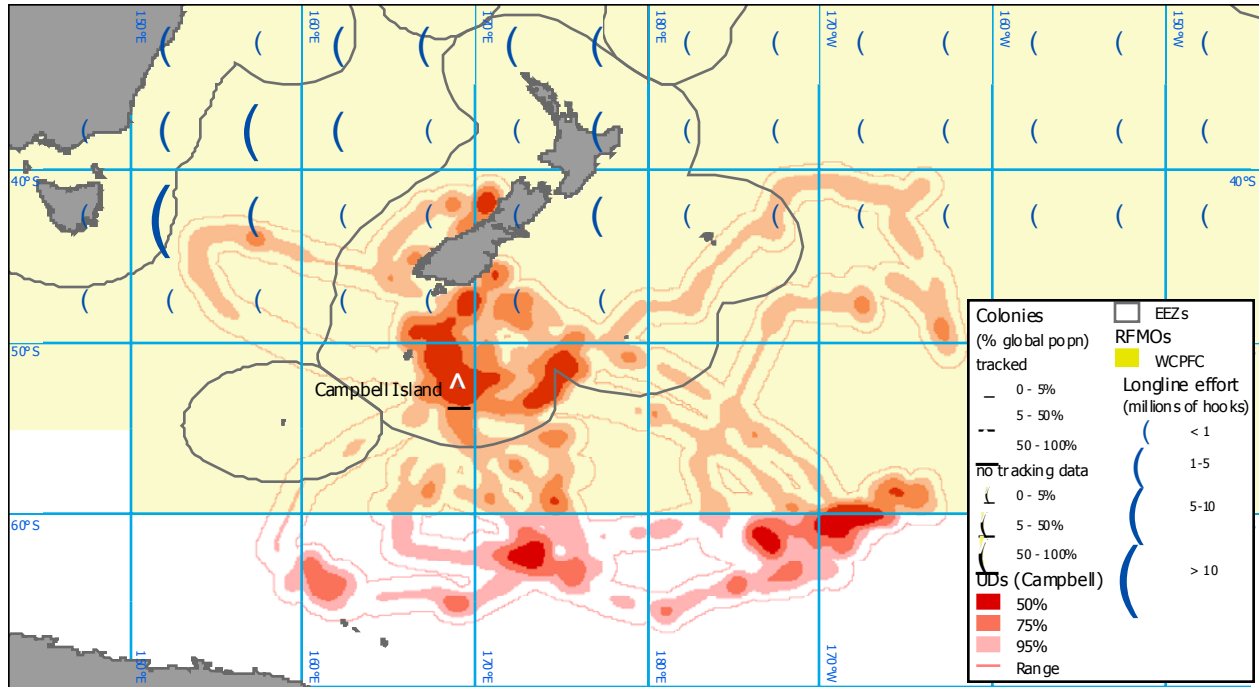 150°E
160°E
170°E
180°E
170°W
160°W
150°W
40°S
40°S
50°S
Campbell Island
60°S
150°E
160°E
170°E
180°E
170°W
Colonies
(% global popn)
tracked
0 - 5%
5 - 50%
50 - 100%
no tracking data
0 - 5%
5 - 50%
50 - 100%
UDs (Campbell)
50%
75%
95%
Range
EEZs
RFMOs
WCPFC
Longline effort
(millions of hooks)
< 1
1-5
5-10
> 10